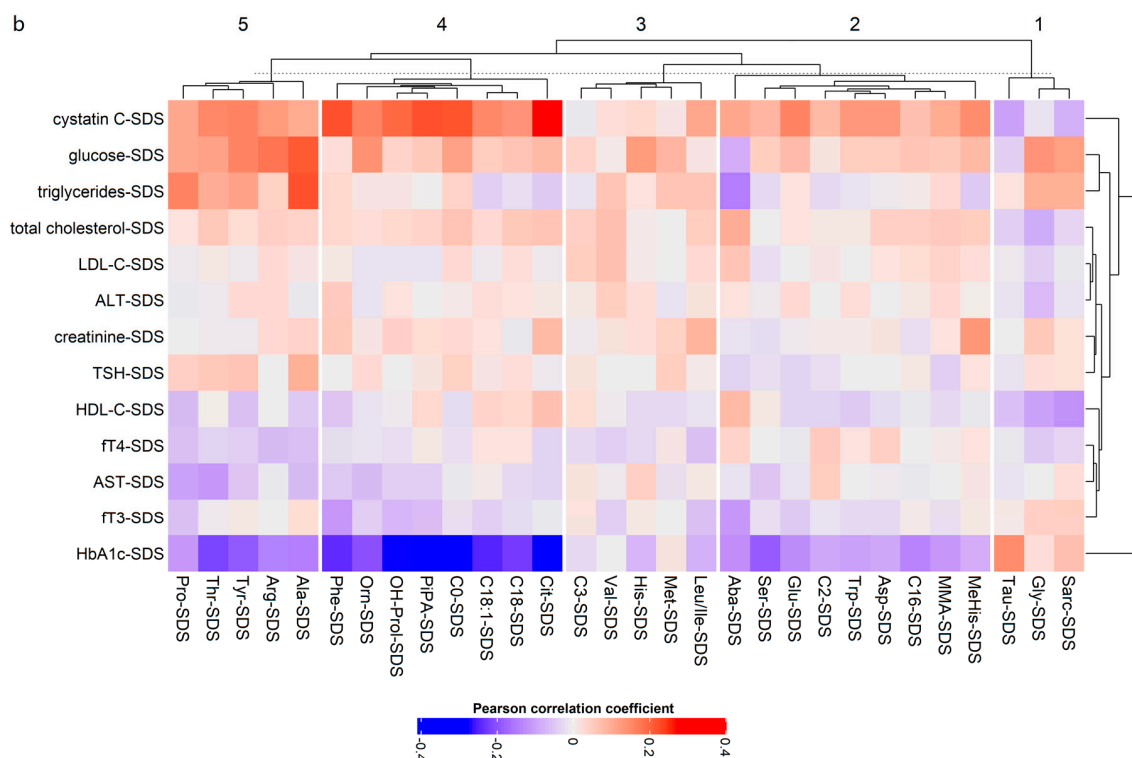 b
5 4 3 2 1
cystatin C-SDS
glucose-SDS
triglycerides-SDS
total cholesterol-SDS
LDL-C-SDS
ALT-SDS
creatinine-SDS
TSH-SDS
HDL-C-SDS
fT4-SDS
AST-SDS
fT3-SDS
HbA1c-SDS
Pro-SDS
Thr-SDS
Tyr-SDS
Arg-SDS
Ala-SDS
Phe-SDS
Orn-SDS
OH-Prol-SDS
PiPA-SDS
C0-SDS
C18:1-SDS
C18-SDS
Cit-SDS
C3-SDS
Val-SDS
His-SDS
Met-SDS
Leu/Ile-SDS
Aba-SDS
Ser-SDS
Glu-SDS
C2-SDS
Trp-SDS
Asp-SDS
C16-SDS
MMA-SDS
MeHis-SDS
Tau-SDS
Gly-SDS
Sarc-SDS
Pearson correlation coefficient
-0.4 -0.2 0 0.2 0.4